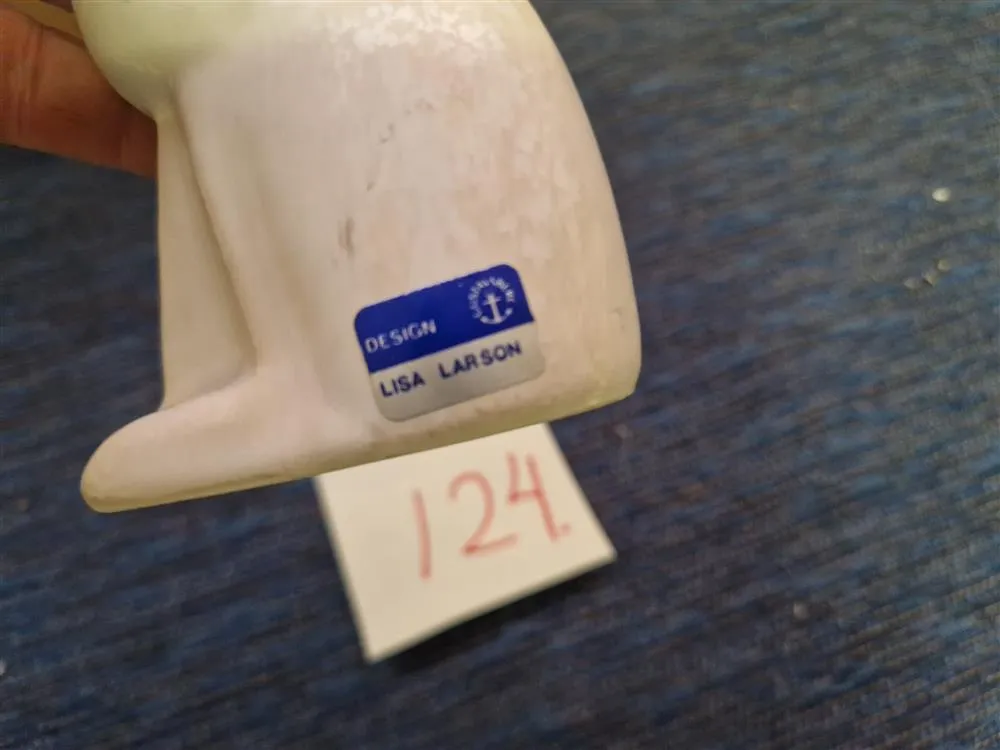 DESIGN
LISA LARSON
124.